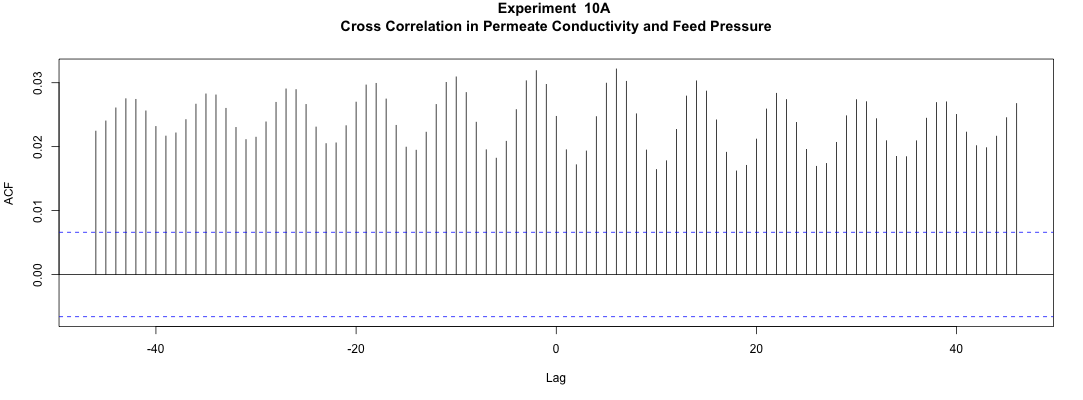 Experiment  10A
Cross Correlation in Permeate Conductivity and Feed Pressure
ACF
0.03
0.02
0.01
0.00
-40 -20 0 20 40
Lag